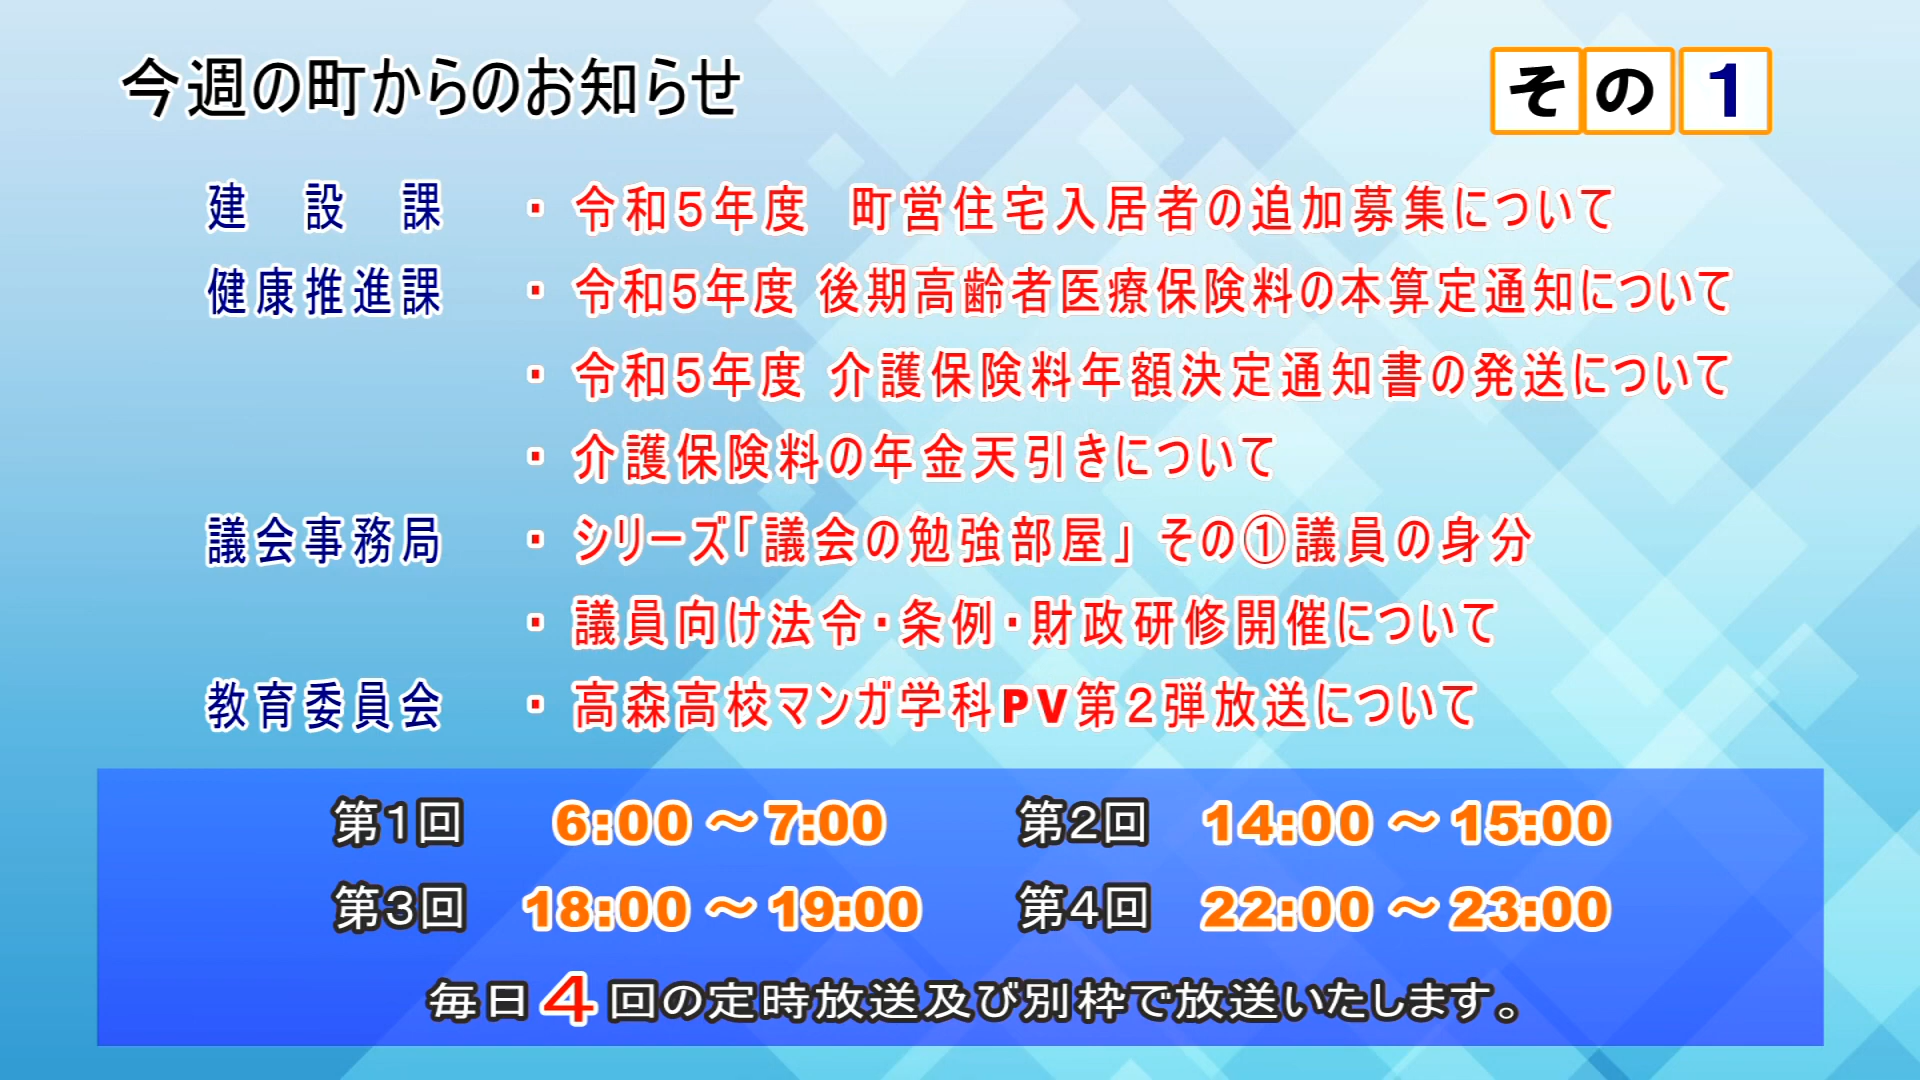 今週の町からのお知らせ その1
建設課 ・令和５年度　町営住宅入居者の追加募集について
健康推進課 ・令和５年度 後期高齢者医療保険料の本算定通知について
・令和５年度 介護保険料年額決定通知書の発送について
・介護保険料の年金天引きについて
議会事務局 ・シリーズ「議会の勉強部屋」その①議員の身分
・議員向け法令・条例・財政研修開催について
教育委員会 ・高森高校マンガ学科PV第２弾放送について
第1回 6:00～7:00 第2回 14:00～15:00
第3回 18:00～19:00 第4回 22:00～23:00
毎日4回の定時放送及び別枠で放送いたします。